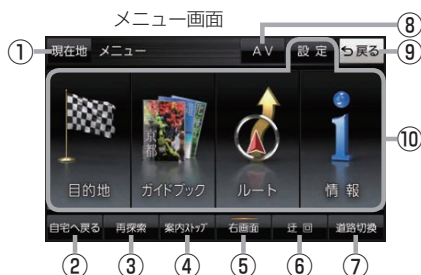 メニュー画面
⑧
① 現在地 メニュー AV 設定 戻る ⑨
京都
⑩
目的地 ガイドブック ルート 情報
自宅へ戻る 再探索 案内ストップ 右画面 迂回 道路切換
② ③ ④ ⑤ ⑥ ⑦